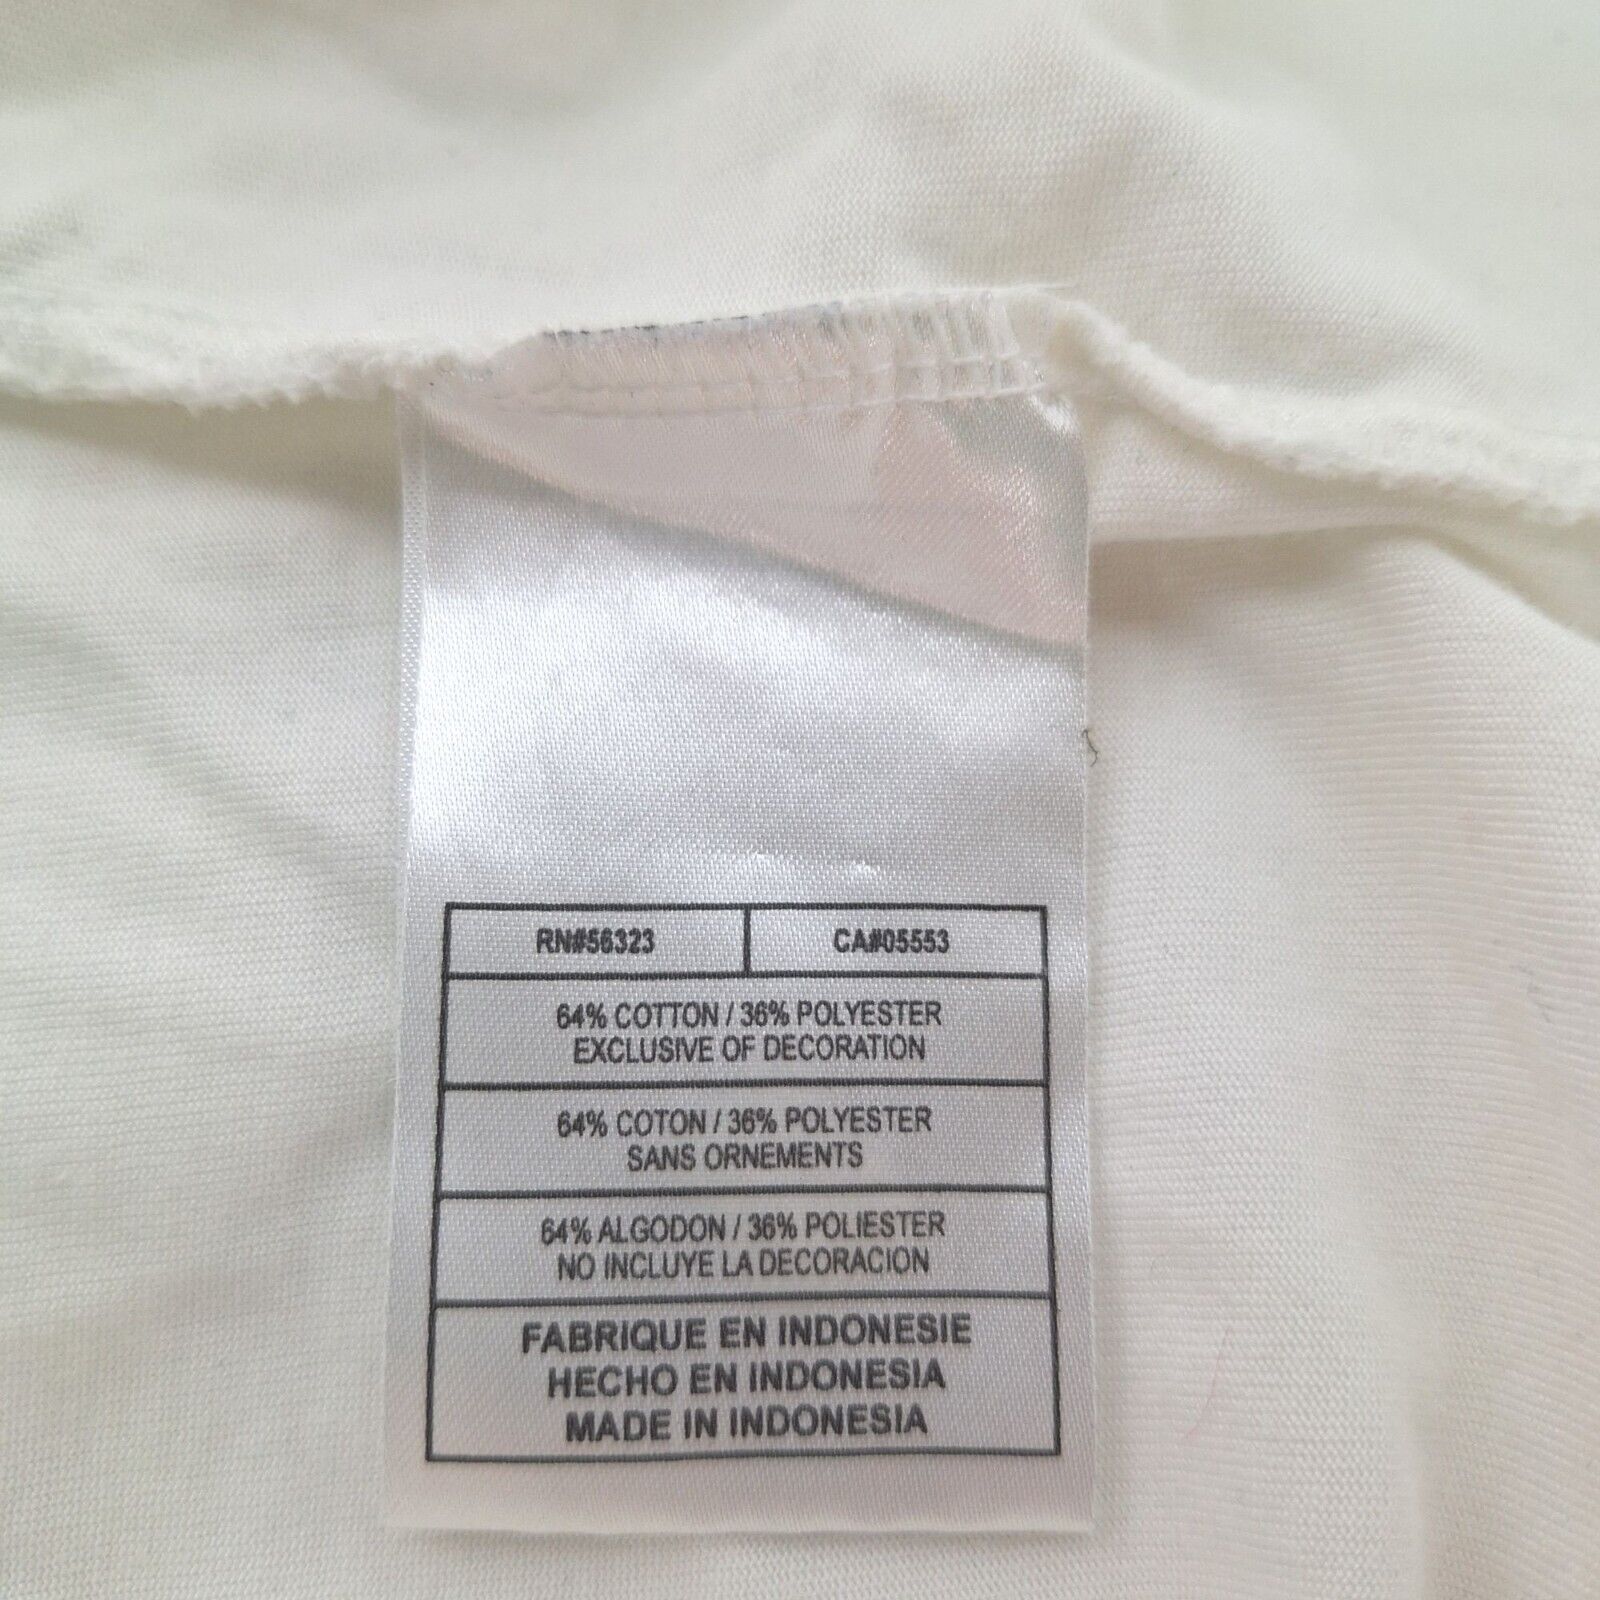 RN#56323 CA#05553
64% COTTON / 36% POLYESTER
EXCLUSIVE OF DECORATION
64% COTON / 36% POLYESTER
SANS ORNEMENTS
64% ALGODON / 36% POLIESTER
NO INCLUYE LA DECORACION
FABRIQUE EN INDONESIE
HECHO EN INDONESIA
MADE IN INDONESIA